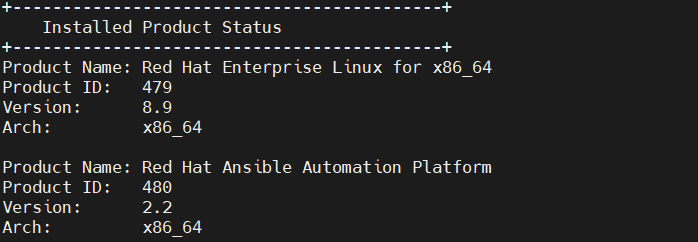 +-------------------------------------------+
    Installed Product Status
+-------------------------------------------+
Product Name: Red Hat Enterprise Linux for x86_64
Product ID:   479
Version:      8.9
Arch:         x86_64

Product Name: Red Hat Ansible Automation Platform
Product ID:   480
Version:      2.2
Arch:         x86_64